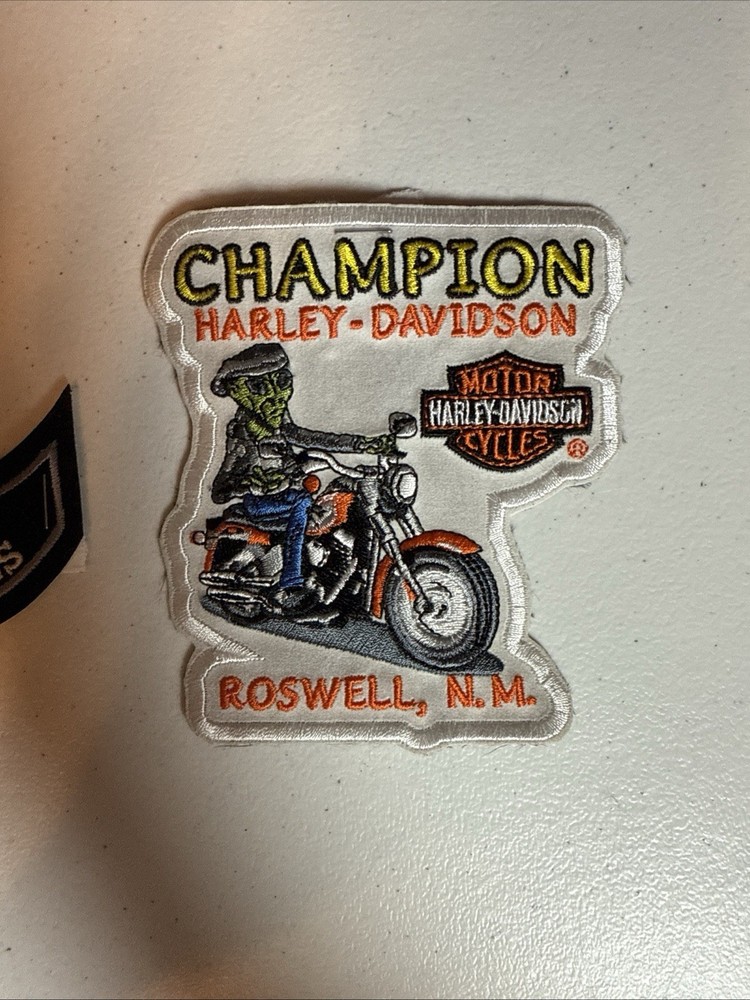 CHAMPION
HARLEY-DAVIDSON
MOTOR
HARLEY-DAVIDSON
CYCLES
®
ROSWELL, N.M.